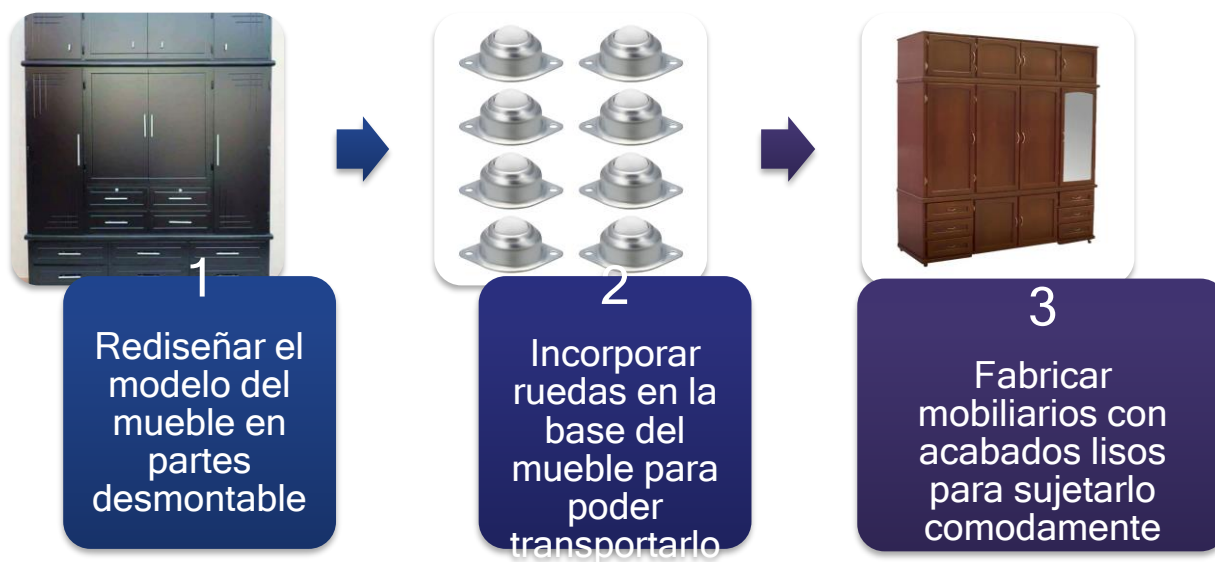 1
Rediseñar el
modelo del
mueble en
partes
desmontable
2
Incorporar
ruedas en la
base del
mueble para
poder
transportarlo
3
Fabricar
mobiliarios con
acabados lisos
para sujetarlo
comodamente